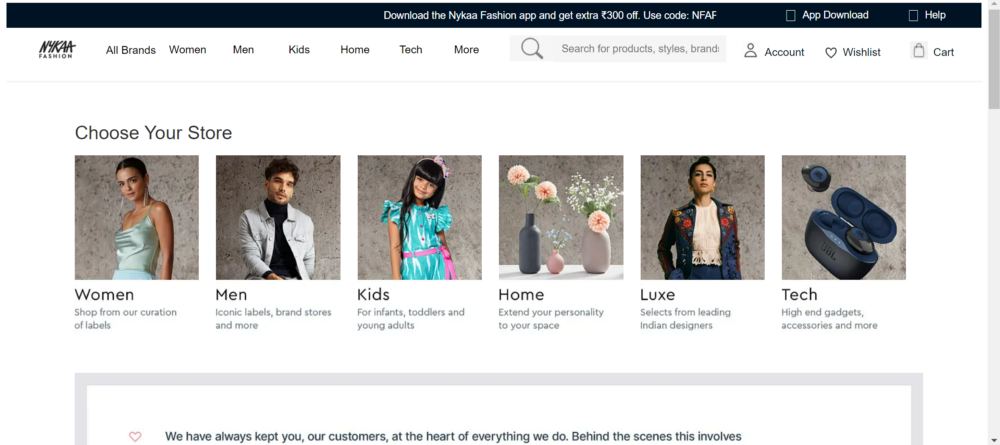 Download the Nykaa Fashion app and get extra ₹300 off. Use code: NFAF
App Download
Help
NYKAA
FASHION
All Brands
Women
Men
Kids
Home
Tech
More
Search for products, styles, brands
Account
Wishlist
Cart
Choose Your Store
Women
Shop from our curation
of labels
Men
Iconic labels, brand stores
and more
Kids
For infants, toddlers and
young adults
Home
Extend your personality
to your space
Luxe
Selects from leading
Indian designers
JBL
Tech
High end gadgets,
accessories and more
We have always kept you, our customers, at the heart of everything we do. Behind the scenes this involves